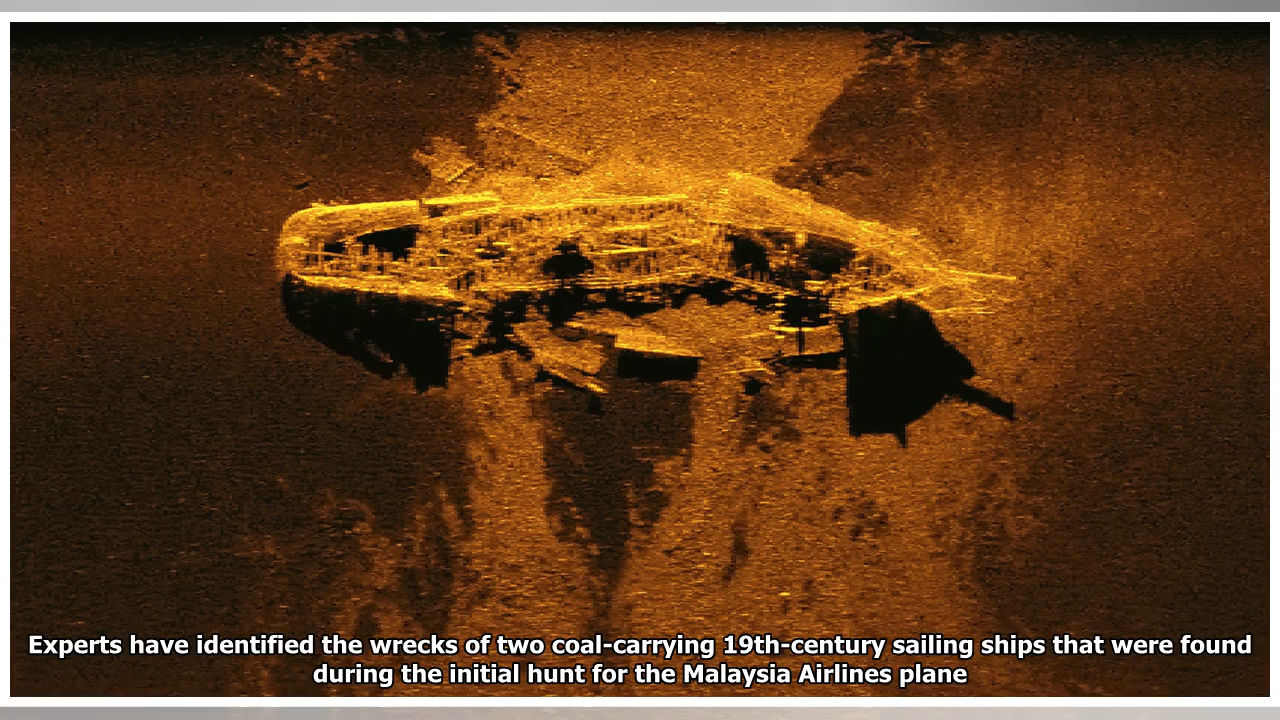 Experts have identified the wrecks of two coal-carrying 19th-century sailing ships that were found
during the initial hunt for the Malaysia Airlines plane